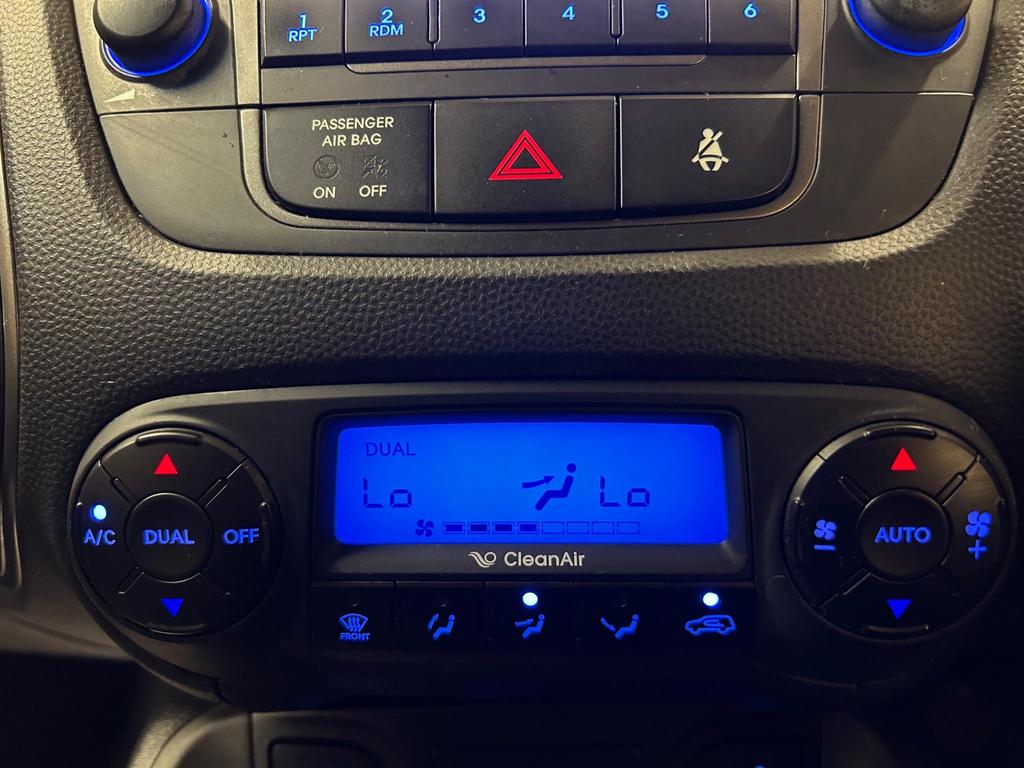 1 2 3 4 5 6
RPT RDM
PASSENGER
AIR BAG
ON OFF
DUAL
Lo Lo
A/C DUAL OFF
AUTO
CleanAir
FRONT